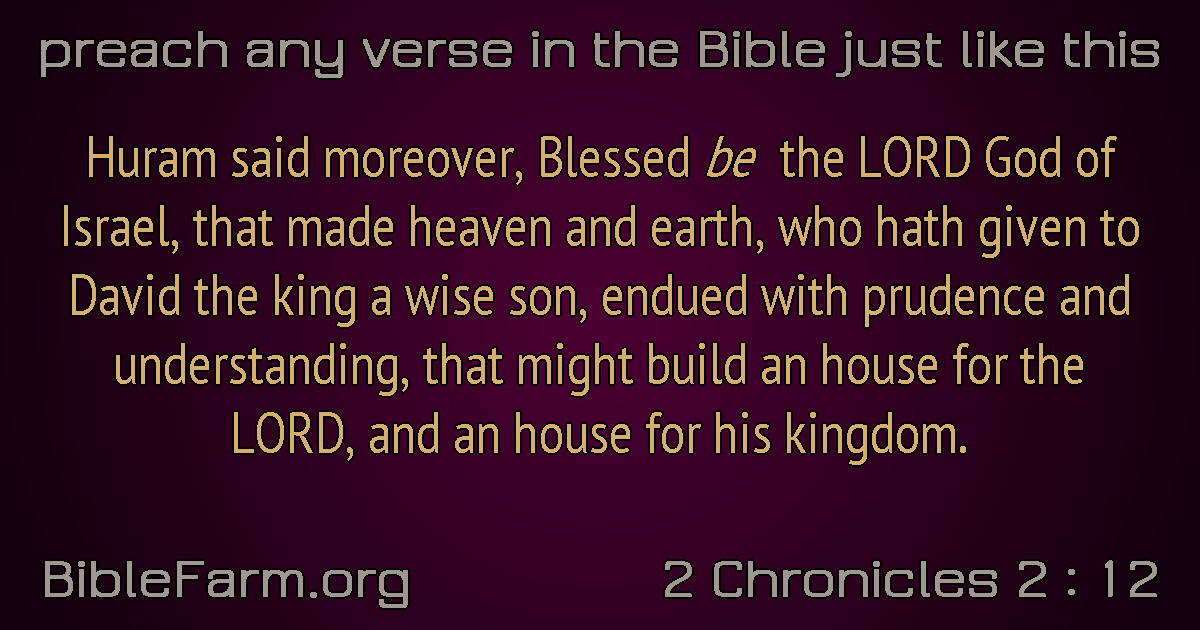 preach any verse in the Bible just like this
Huram said moreover, Blessed be the LORD God of
Israel, that made heaven and earth, who hath given to
David the king a wise son, endued with prudence and
understanding, that might build an house for the
LORD, and an house for his kingdom.
BibleFarm.org
2 Chronicles 2 : 12